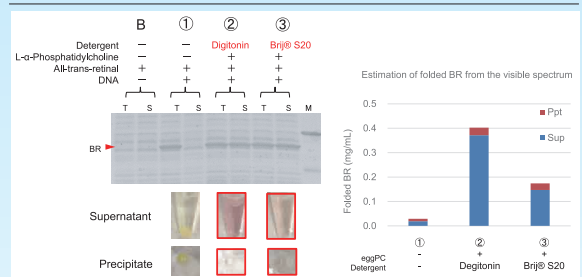 B ① ② ③
Detergent – – Digitonin Brij® S20
L-α-Phosphatidylcholine – – + +
All-trans-retinal + + + +
DNA – + + +
T S T S T S T S M
BR
Supernatant
Precipitate
Estimation of folded BR from the visible spectrum
Folded BR (mg/mL)
0.5
0.4
0.3
0.2
0.1
0.0
Ppt
Sup
① ② ③
eggPC - + +
Detergent - Degitonin Brij® S20